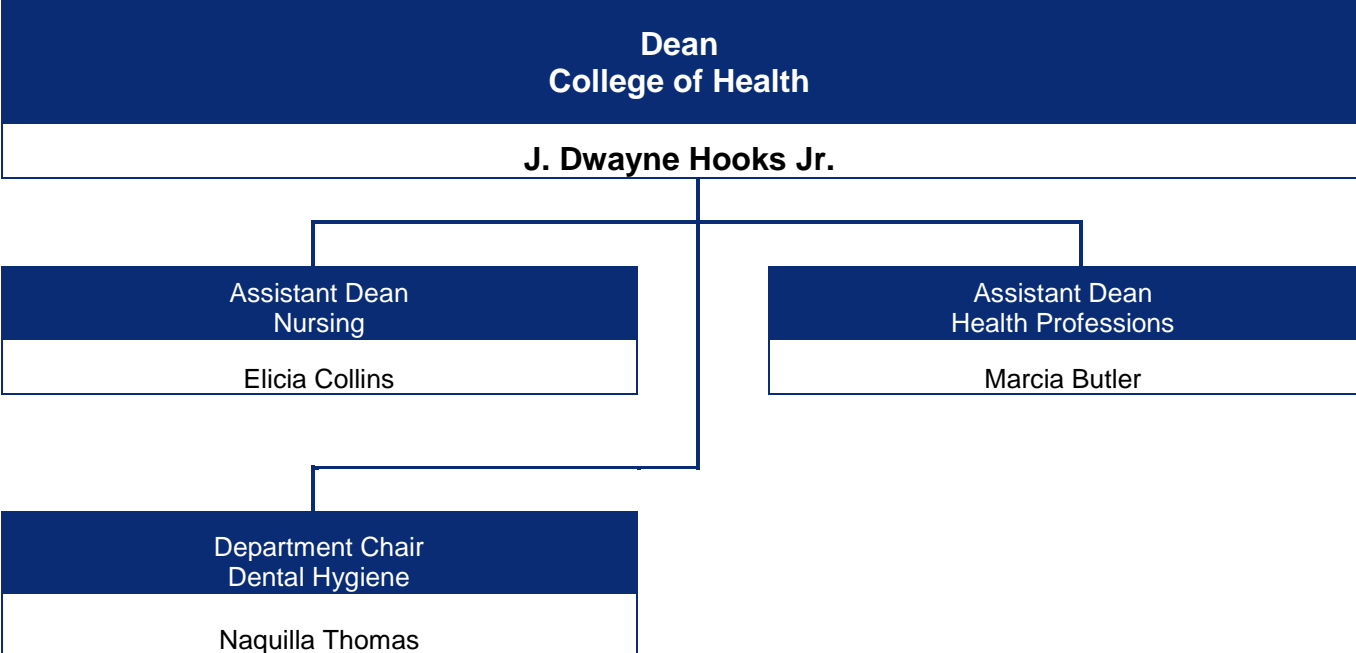 Dean
College of Health
J. Dwayne Hooks Jr.
Assistant Dean
Nursing
Elicia Collins
Assistant Dean
Health Professions
Marcia Butler
Department Chair
Dental Hygiene
Naquilla Thomas